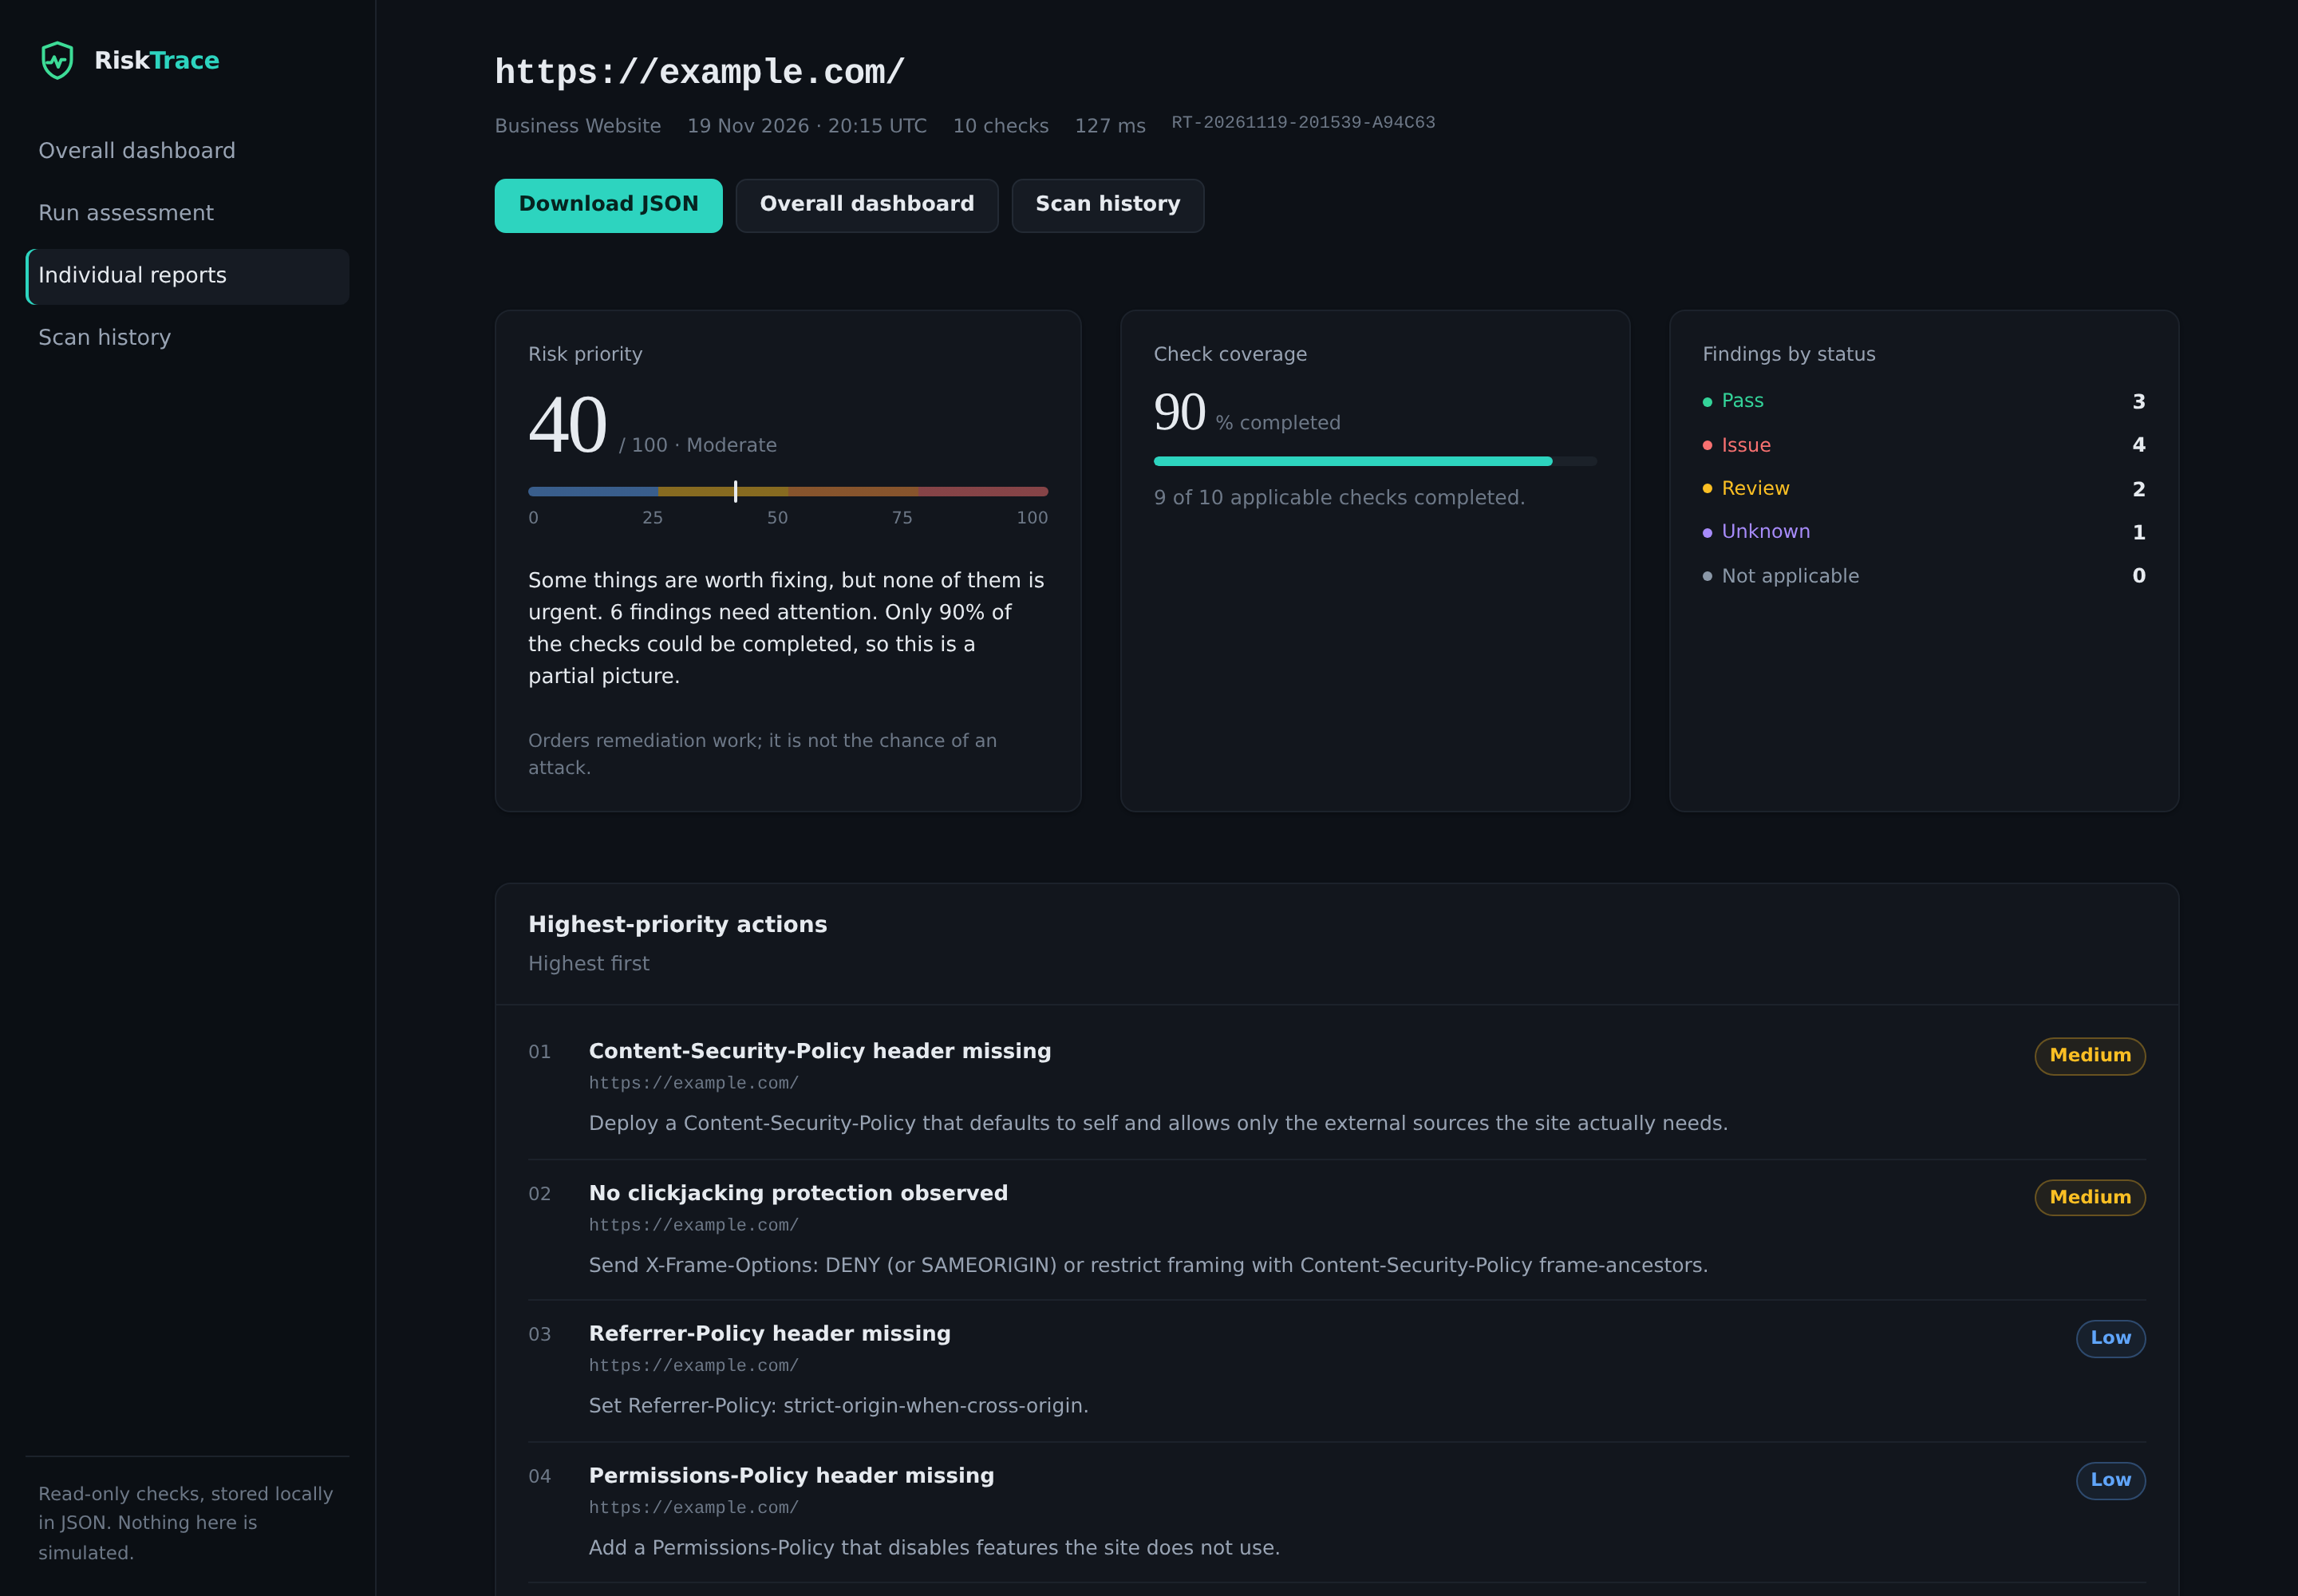 RiskTrace
Overall dashboard
Run assessment
Individual reports
Scan history
Read-only checks, stored locally
in JSON. Nothing here is
simulated.
https://example.com/
Business Website 19 Nov 2026 · 20:15 UTC 10 checks 127 ms RT-20261119-201539-A94C63
Download JSON Overall dashboard Scan history
Risk priority
40 / 100 · Moderate
0 25 50 75 100
Some things are worth fixing, but none of them is
urgent. 6 findings need attention. Only 90% of
the checks could be completed, so this is a
partial picture.
Orders remediation work; it is not the chance of an
attack.
Check coverage
90 % completed
9 of 10 applicable checks completed.
Findings by status
Pass 3
Issue 4
Review 2
Unknown 1
Not applicable 0
Highest-priority actions
Highest first
01 Content-Security-Policy header missing Medium
https://example.com/
Deploy a Content-Security-Policy that defaults to self and allows only the external sources the site actually needs.
02 No clickjacking protection observed Medium
https://example.com/
Send X-Frame-Options: DENY (or SAMEORIGIN) or restrict framing with Content-Security-Policy frame-ancestors.
03 Referrer-Policy header missing Low
https://example.com/
Set Referrer-Policy: strict-origin-when-cross-origin.
04 Permissions-Policy header missing Low
https://example.com/
Add a Permissions-Policy that disables features the site does not use.